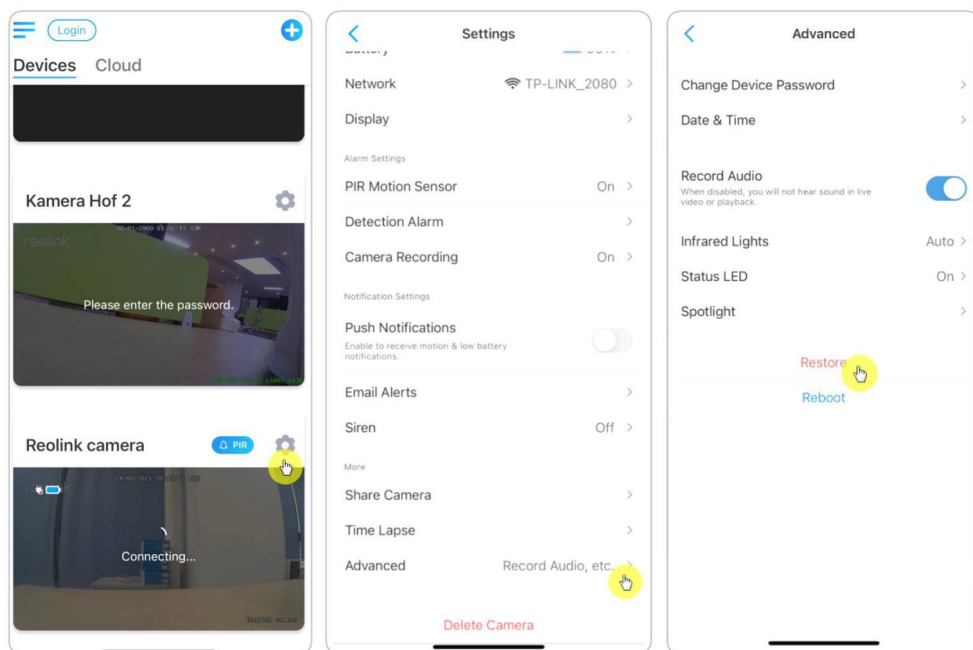 Login
Devices Cloud
Kamera Hof 2
reolink
Please enter the password.
Reolink camera PIR
Connecting...
Reolink camera
Settings
Network TP-LINK_2080
Display
Alarm Settings
PIR Motion Sensor On
Detection Alarm
Camera Recording On
Notification Settings
Push Notifications
Enable to receive motion & low battery
notifications.
Email Alerts
Siren Off
More
Share Camera
Time Lapse
Advanced Record Audio, etc.
Delete Camera
Advanced
Change Device Password
Date & Time
Record Audio
When disabled, you will not hear sound in live
video or playback.
Infrared Lights Auto
Status LED On
Spotlight
Restore
Reboot